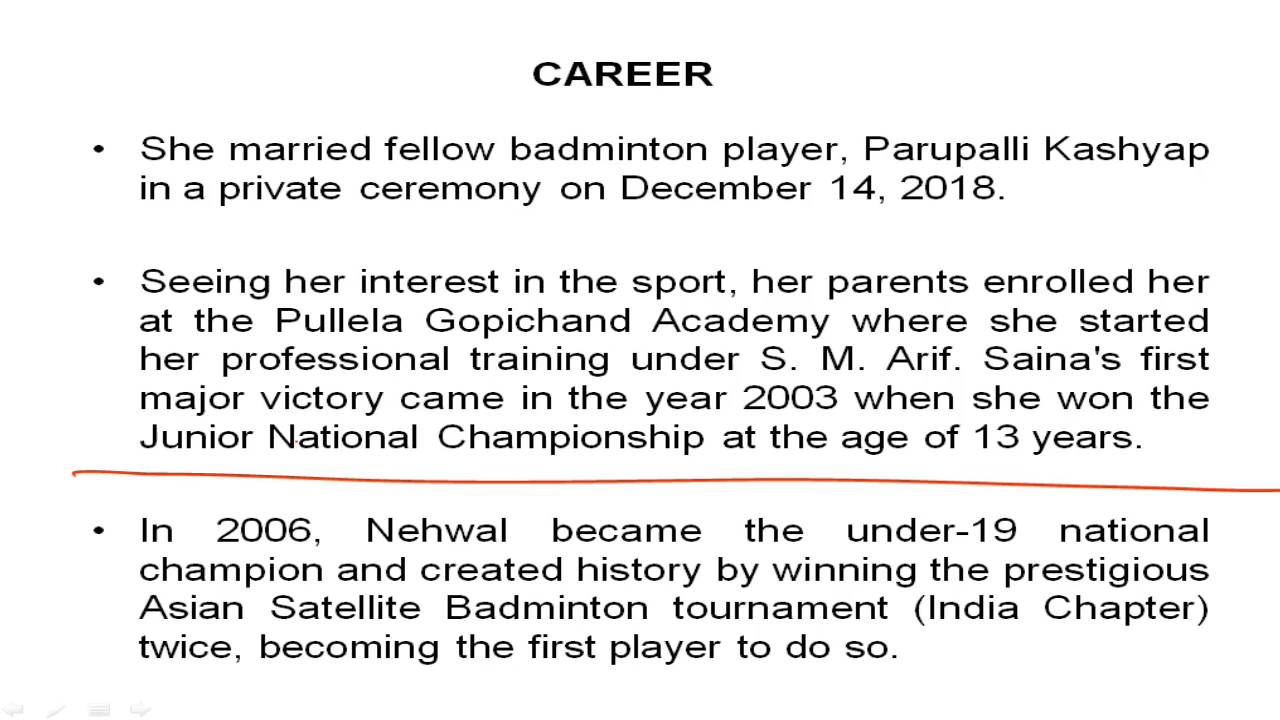 CAREER
• She married fellow badminton player, Parupalli Kashyap
in a private ceremony on December 14, 2018.
• Seeing her interest in the sport, her parents enrolled her
at the Pullela Gopichand Academy where she started
her professional training under S. M. Arif. Saina's first
major victory came in the year 2003 when she won the
Junior National Championship at the age of 13 years.
• In 2006, Nehwal became the under-19 national
champion and created history by winning the prestigious
Asian Satellite Badminton tournament (India Chapter)
twice, becoming the first player to do so.